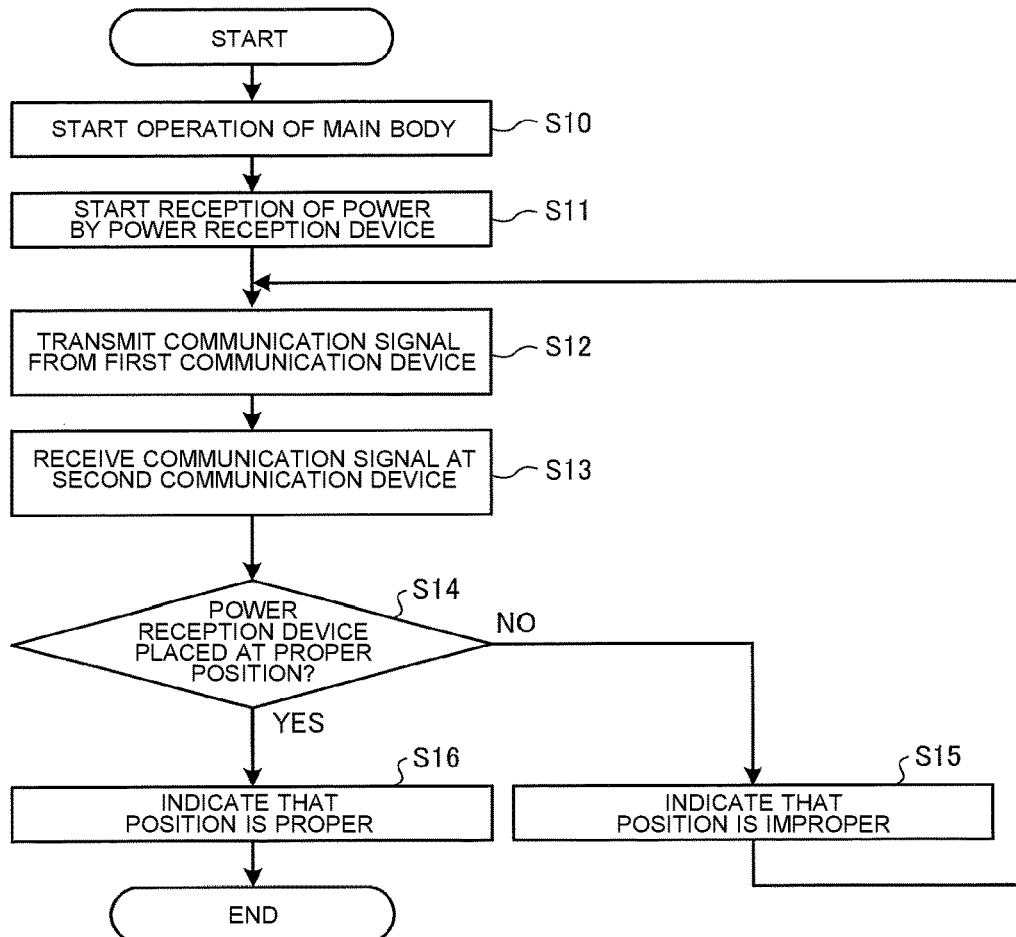 START
START OPERATION OF MAIN BODY
S10
START RECEPTION OF POWER
BY POWER RECEPTION DEVICE
S11
TRANSMIT COMMUNICATION SIGNAL
FROM FIRST COMMUNICATION DEVICE
S12
RECEIVE COMMUNICATION SIGNAL AT
SECOND COMMUNICATION DEVICE
S13
POWER
RECEPTION DEVICE
PLACED AT PROPER
POSITION?
S14
NO
YES
S16
INDICATE THAT
POSITION IS PROPER
S15
INDICATE THAT
POSITION IS IMPROPER
END